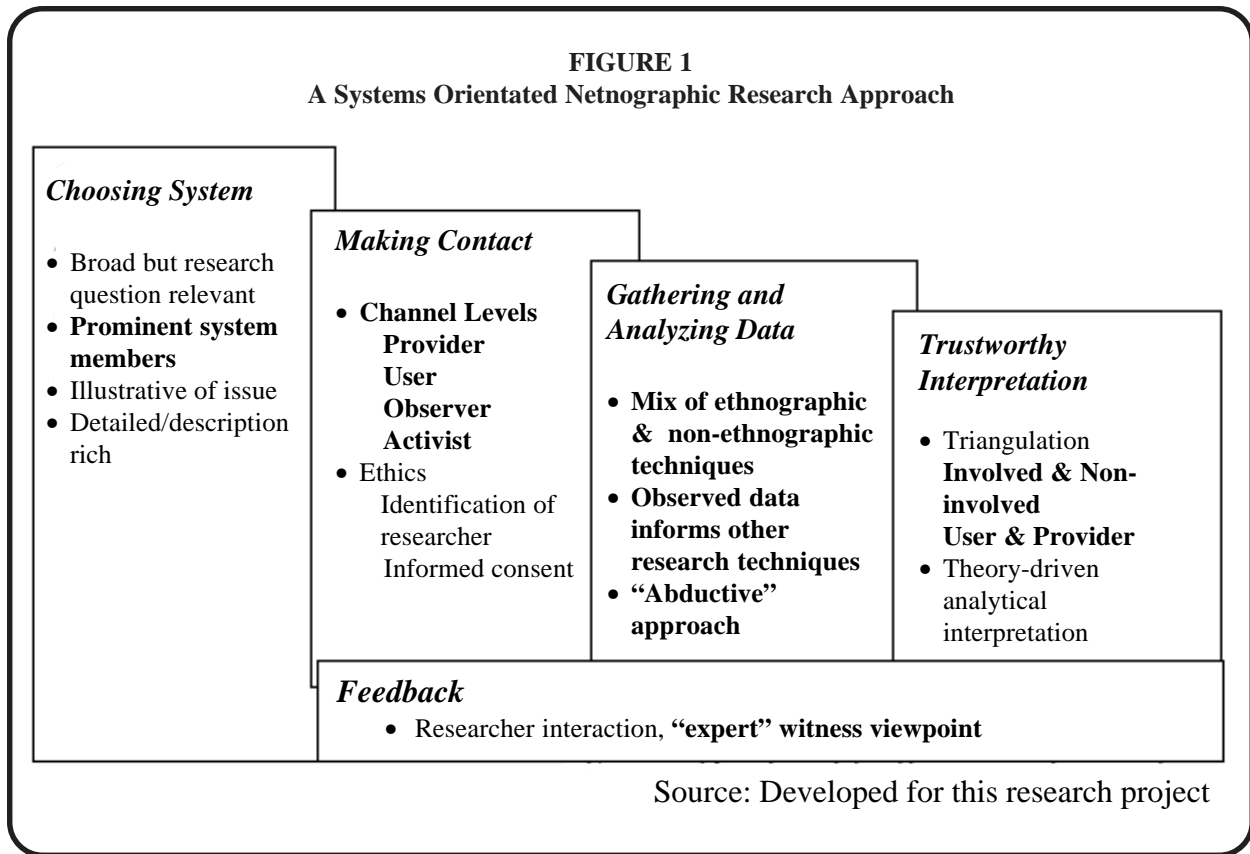 FIGURE 1
A Systems Orientated Netnographic Research Approach
Choosing System
• Broad but research
question relevant
• Prominent system
members
• Illustrative of issue
• Detailed/description
rich
Making Contact
• Channel Levels
Provider
User
Observer
Activist
• Ethics
Identification of
researcher
Informed consent
Gathering and
Analyzing Data
• Mix of ethnographic
& non-ethnographic
techniques
• Observed data
informs other
research techniques
• “Abductive”
approach
Trustworthy
Interpretation
• Triangulation
Involved & Non-
involved
User & Provider
• Theory-driven
analytical
interpretation
Feedback
• Researcher interaction, “expert” witness viewpoint
Source: Developed for this research project